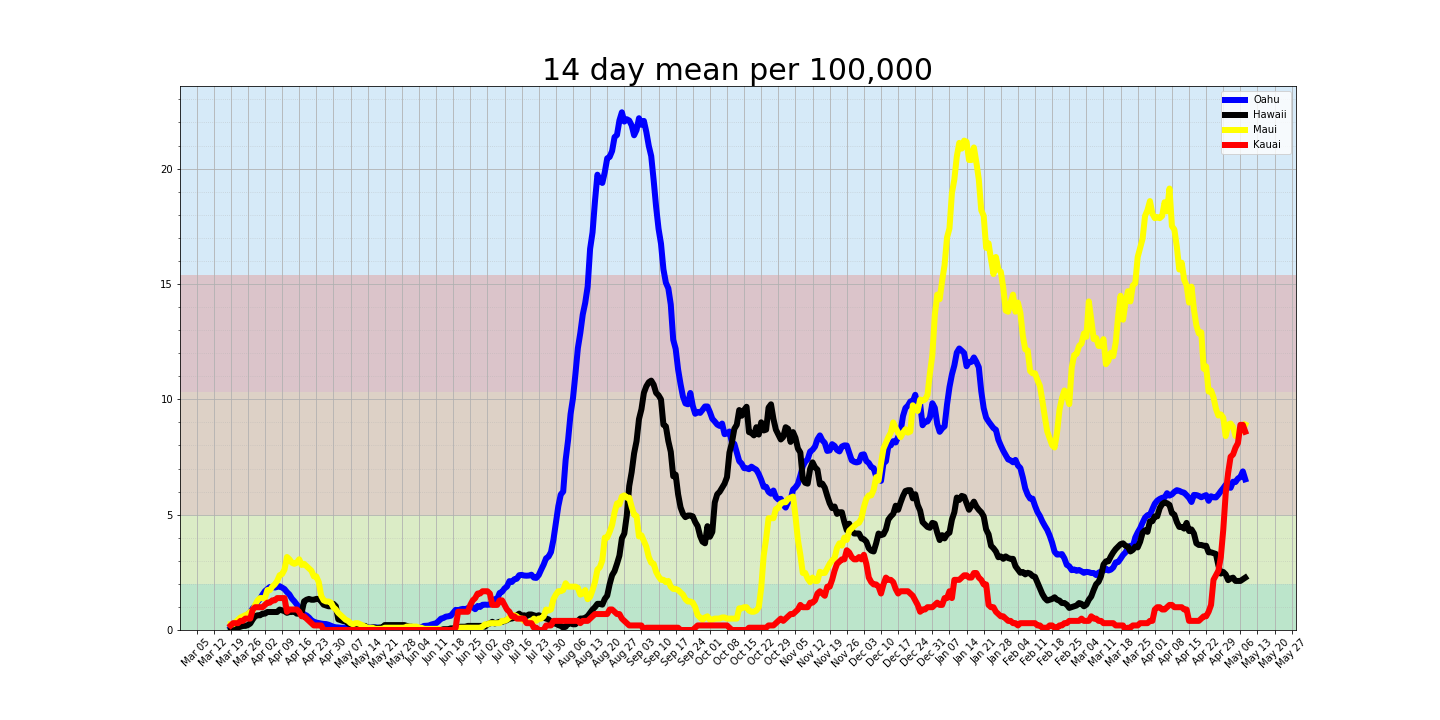 14 day mean per 100,000
Oahu
Hawaii
Maui
Kauai
20
15
10
5
0
Mar 05
Mar 12
Mar 19
Mar 26
Apr 02
Apr 09
Apr 16
Apr 23
Apr 30
May 07
May 14
May 21
May 28
Jun 04
Jun 11
Jun 18
Jun 25
Jul 02
Jul 09
Jul 16
Jul 23
Jul 30
Aug 06
Aug 13
Aug 20
Aug 27
Sep 03
Sep 10
Sep 17
Sep 24
Oct 01
Oct 08
Oct 15
Oct 22
Oct 29
Nov 05
Nov 12
Nov 19
Nov 26
Dec 03
Dec 10
Dec 17
Dec 24
Dec 31
Jan 07
Jan 14
Jan 21
Jan 28
Feb 04
Feb 11
Feb 18
Feb 25
Mar 04
Mar 11
Mar 18
Mar 25
Apr 01
Apr 08
Apr 15
Apr 22
Apr 29
May 06
May 13
May 20
May 27